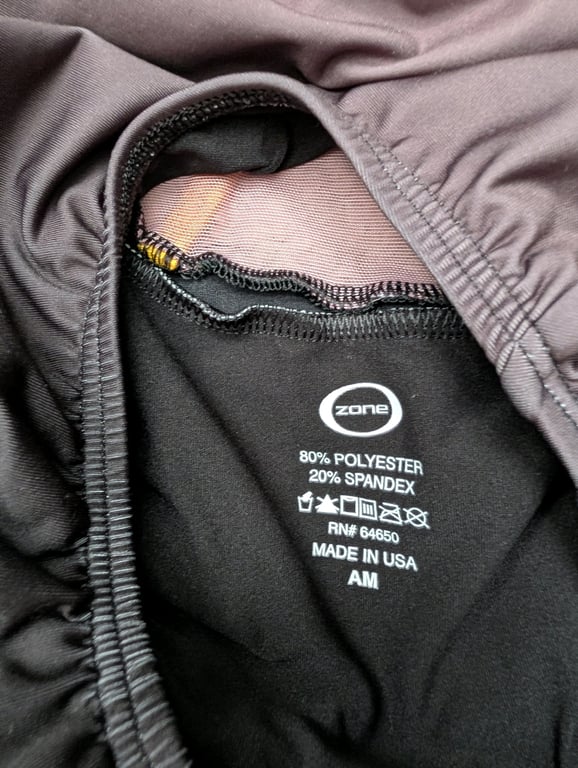 zone
80% POLYESTER
20% SPANDEX
RN# 64650
MADE IN USA
AM